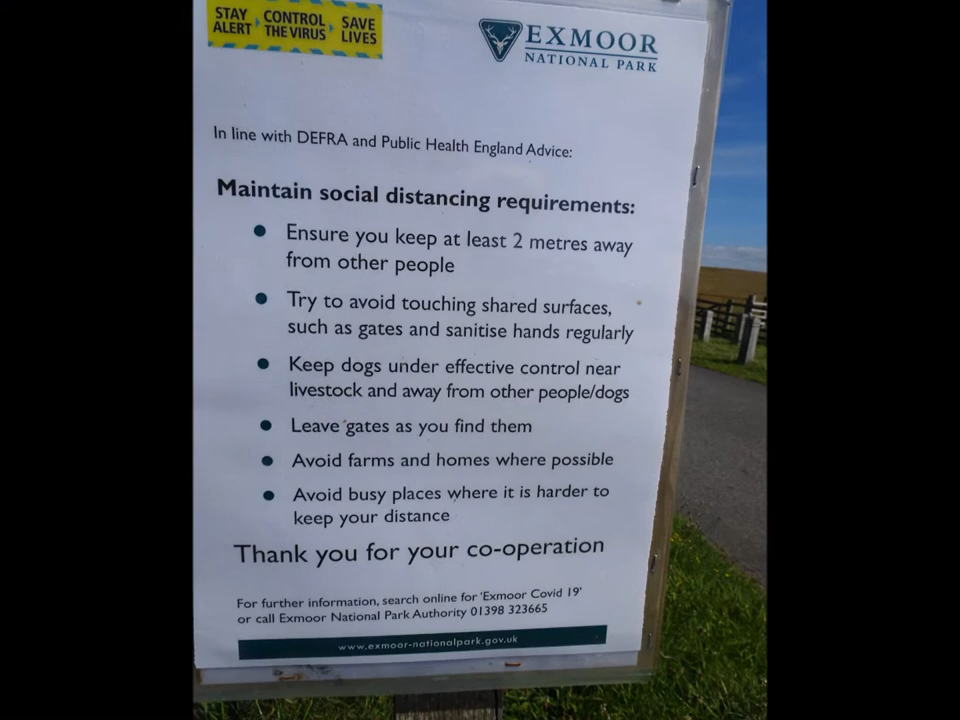 STAY ALERT CONTROL THE VIRUS SAVE LIVES
EXMOOR
NATIONAL PARK
In line with DEFRA and Public Health England Advice:
Maintain social distancing requirements:
Ensure you keep at least 2 metres away
from other people
Try to avoid touching shared surfaces,
such as gates and sanitise hands regularly
Keep dogs under effective control near
livestock and away from other people/dogs
Leave gates as you find them
Avoid farms and homes where possible
Avoid busy places where it is harder to
keep your distance
Thank you for your co-operation
For further information, search online for 'Exmoor Covid 19'
or call Exmoor National Park Authority 01398 323665
www.exmoor-nationalpark.gov.uk